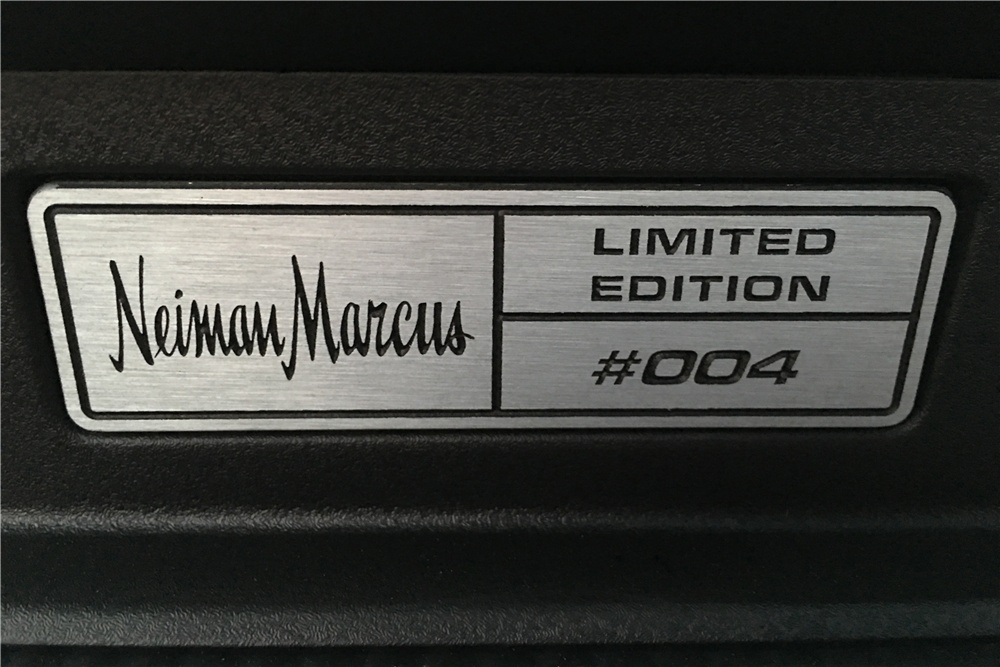 Neiman Marcus
LIMITED
EDITION
#004